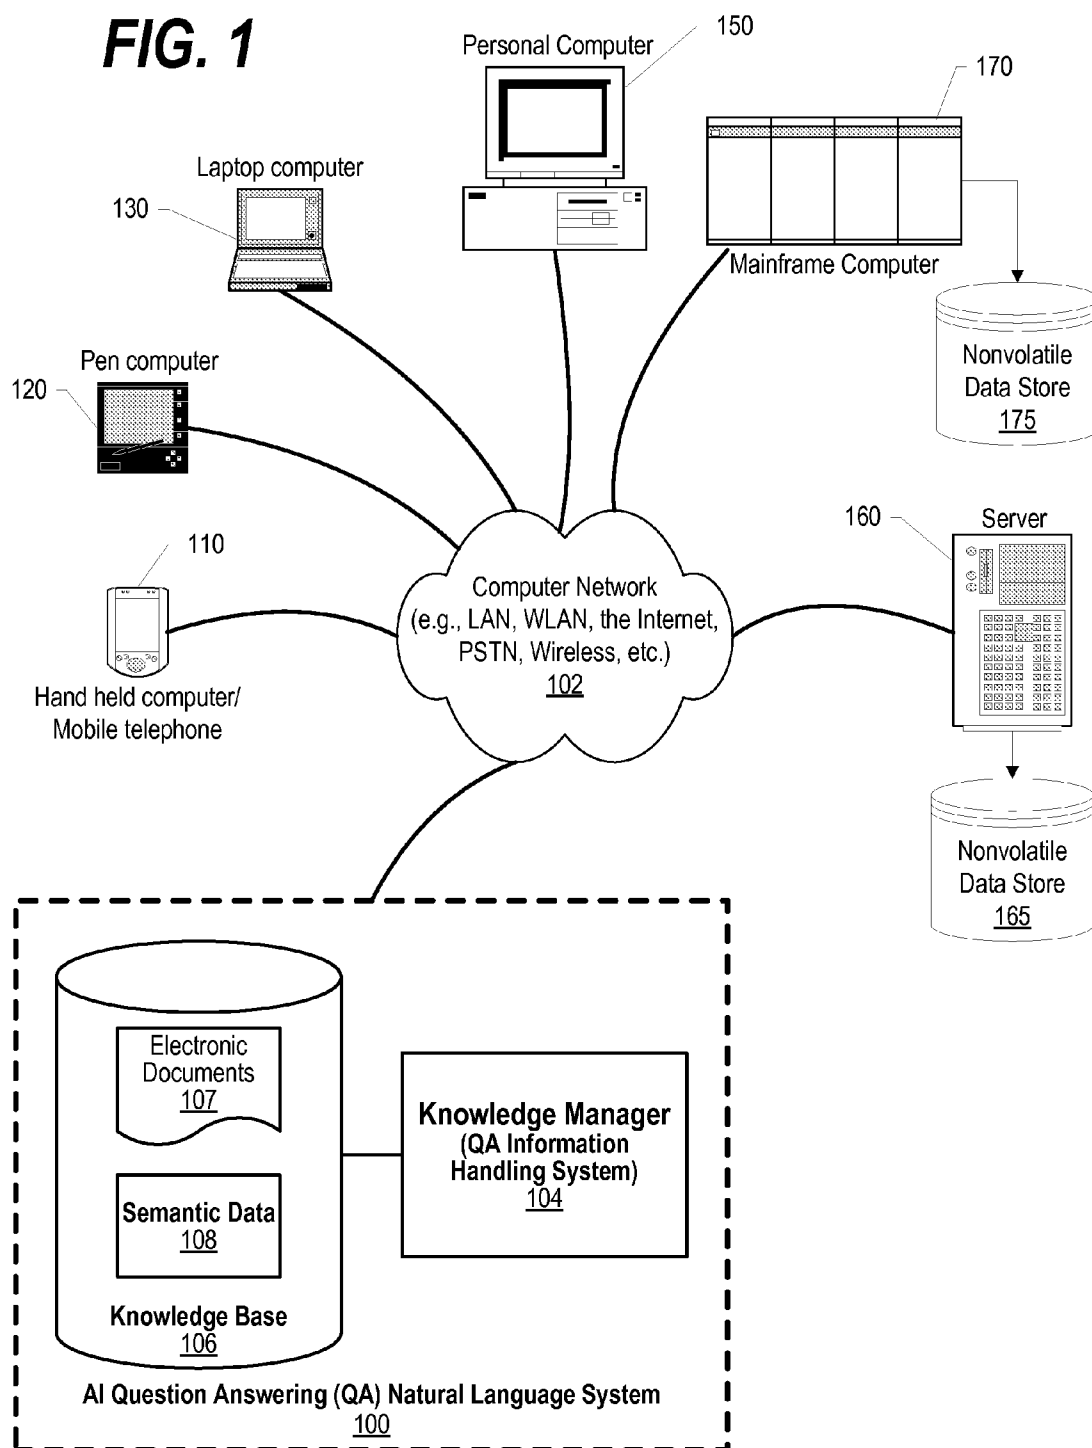 FIG. 1
Personal Computer
150
170
Laptop computer
130
Mainframe Computer
Pen computer
120
Nonvolatile
Data Store
175
110
160
Server
Computer Network
(e.g., LAN, WLAN, the Internet,
PSTN, Wireless, etc.)
102
Hand held computer/
Mobile telephone
Nonvolatile
Data Store
165
Electronic
Documents
107
Knowledge Manager
(QA Information
Handling System)
104
Semantic Data
108
Knowledge Base
106
AI Question Answering (QA) Natural Language System
100